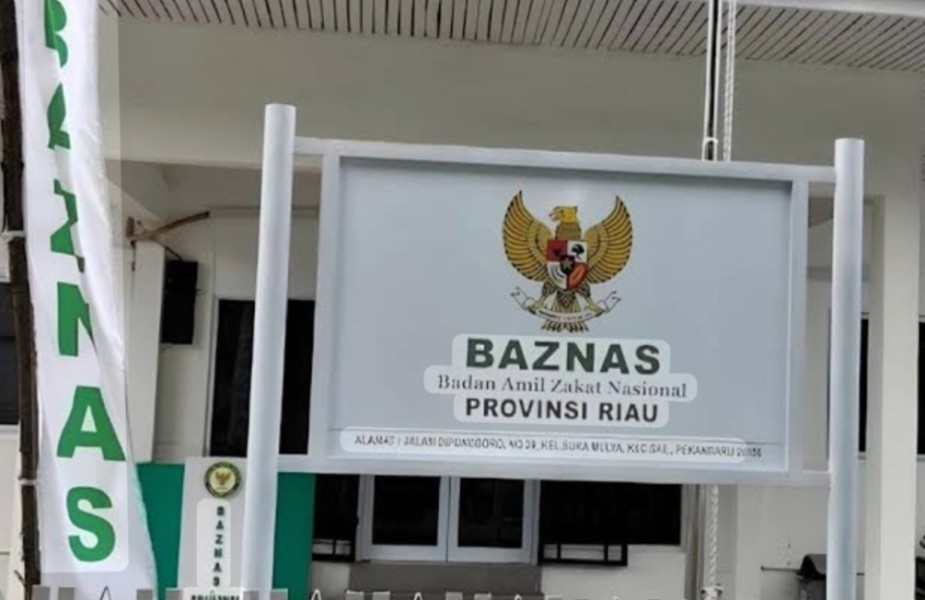 BAZNAS
BAZNAS
Badan Amil Zakat Nasional
PROVINSI RIAU
ALAMAT : JALAN DIPONEGORO, NO 29, KEL.SUKA MULYA, KEC.SAIL, PEKANBARU
BAZNAS